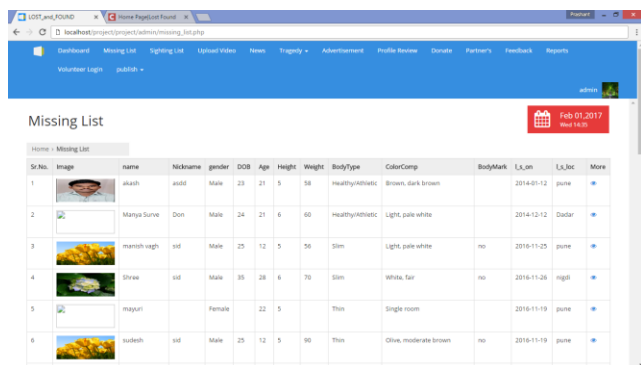 LOST_and_FOUND
Home Page|Lost Found
Prashant
localhost/project/project/admin/missing_list.php
Dashboard Missing List Sighting List Upload Video News Tragedy Advertisement Profile Review Donate Partner's Feedback Reports
Volunteer Login publish
admin
Missing List
Feb 01,2017
Wed 14:35
Home » Missing List
Sr.No. Image name Nickname gender DOB Age Height Weight BodyType ColorComp BodyMark l_s_on l_s_loc More
1 akash asdd Male 23 21 5 58 Healthy/Athletic Brown, dark brown 2014-01-12 pune
2 Manya Surve Don Male 24 21 6 60 Healthy/Athletic Light, pale white 2014-12-12 Dadar
3 manish vagh sid Male 25 12 5 56 Slim Light, pale white no 2016-11-25 pune
4 Shree sid Male 35 28 6 70 Slim White, fair no 2016-11-26 nigdi
5 mayuri Female 22 5 Thin Single room 2016-11-19 pune
6 sudesh sid Male 25 12 5 90 Thin Olive, moderate brown no 2016-11-19 pune